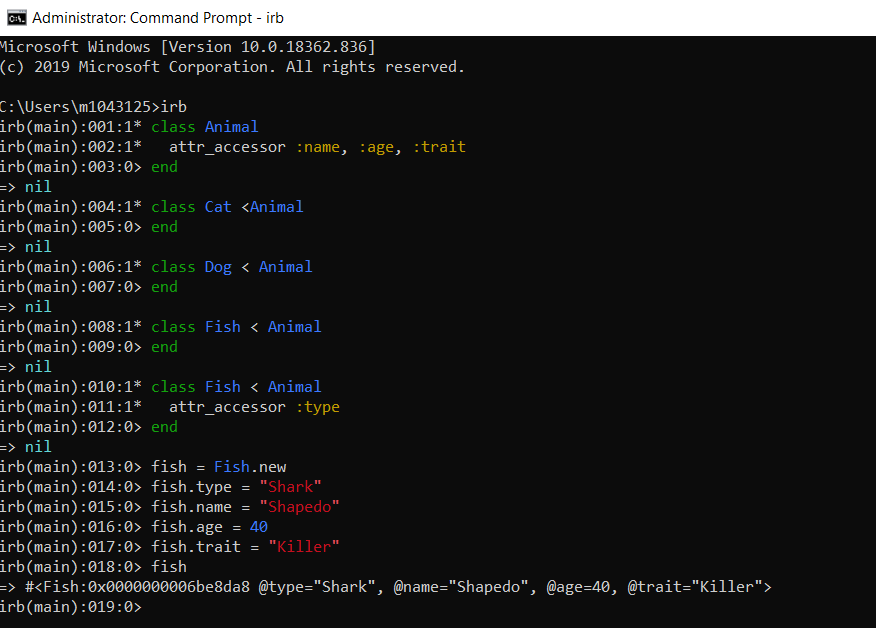 Administrator: Command Prompt - irb
Microsoft Windows [Version 10.0.18362.836]
(c) 2019 Microsoft Corporation. All rights reserved.
C:\Users\m1043125>irb
irb(main):001:1* class Animal
irb(main):002:1*   attr_accessor :name, :age, :trait
irb(main):003:0> end
=> nil
irb(main):004:1* class Cat <Animal
irb(main):005:0> end
=> nil
irb(main):006:1* class Dog < Animal
irb(main):007:0> end
=> nil
irb(main):008:1* class Fish < Animal
irb(main):009:0> end
=> nil
irb(main):010:1* class Fish < Animal
irb(main):011:1*   attr_accessor :type
irb(main):012:0> end
=> nil
irb(main):013:0> fish = Fish.new
irb(main):014:0> fish.type = "Shark"
irb(main):015:0> fish.name = "Shapedo"
irb(main):016:0> fish.age = 40
irb(main):017:0> fish.trait = "Killer"
irb(main):018:0> fish
=> #<Fish:0x0000000006be8da8 @type="Shark", @name="Shapedo", @age=40, @trait="Killer">
irb(main):019:0>